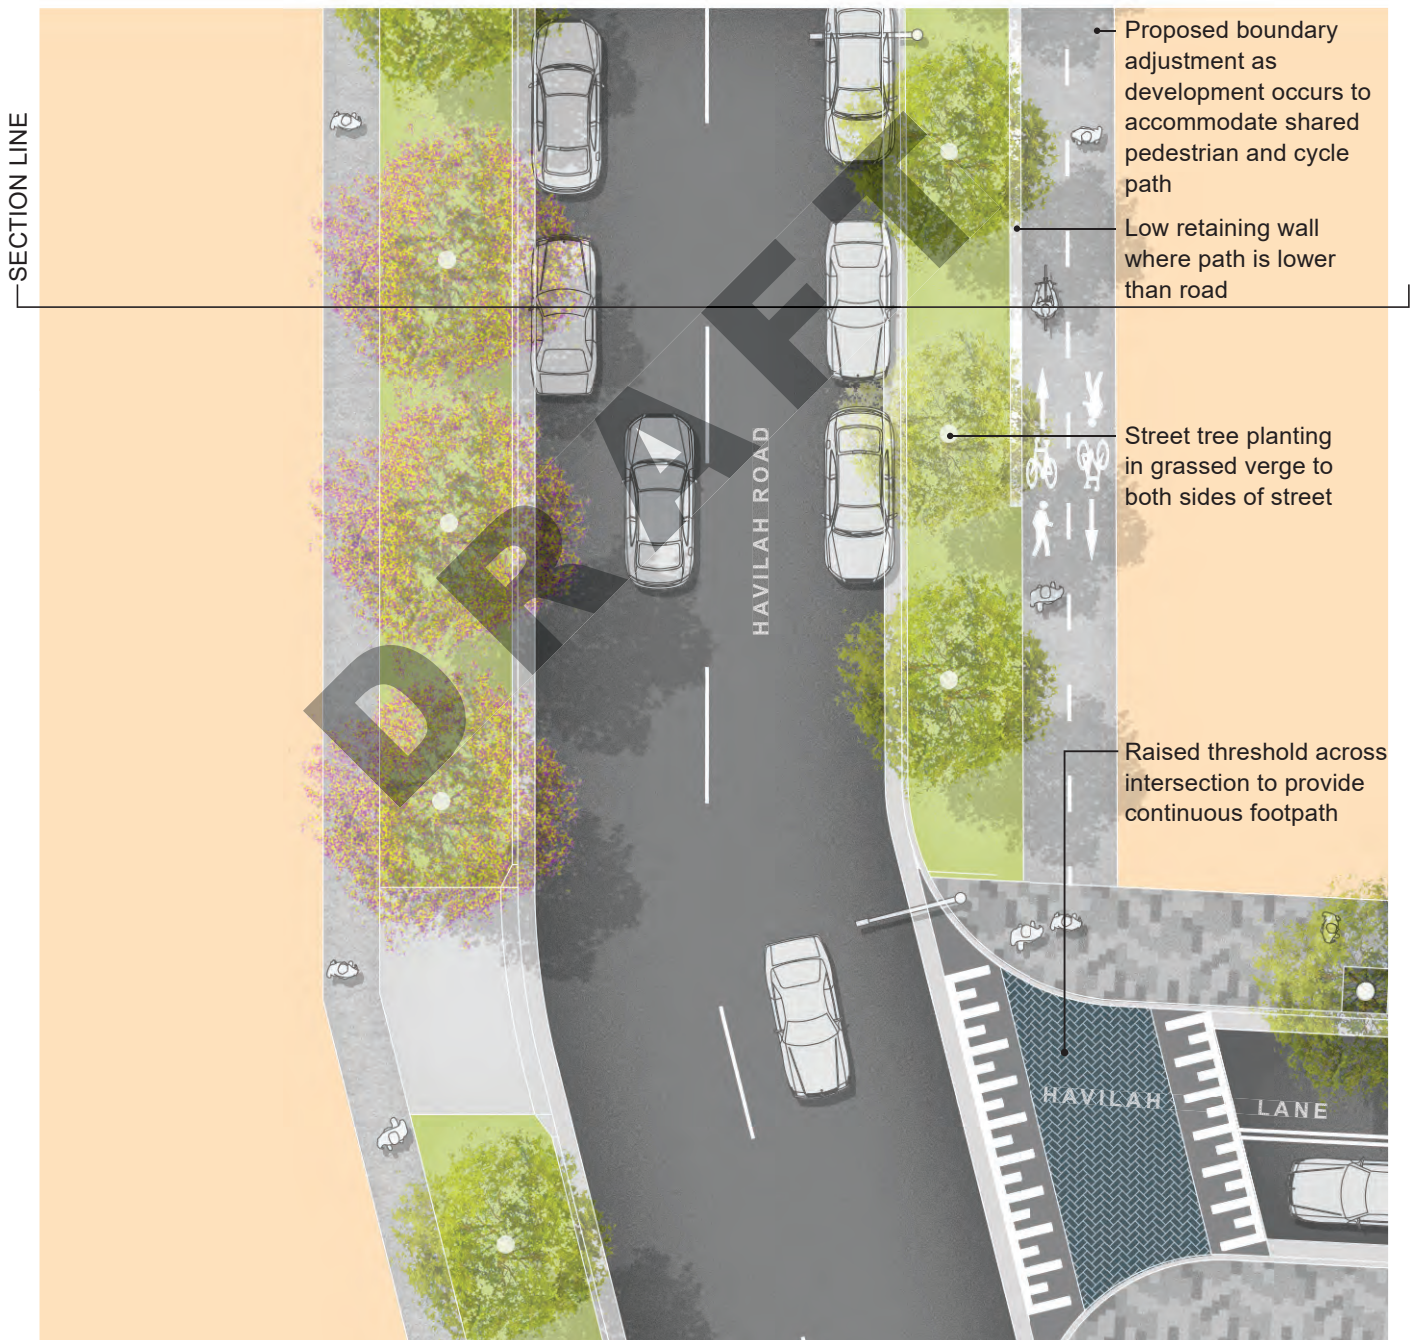 Proposed boundary
adjustment as
development occurs to
accommodate shared
pedestrian and cycle
path
Low retaining wall
where path is lower
than road
SECTION LINE
Street tree planting
in grassed verge to
both sides of street
HAVILAH ROAD
DRAFT
Raised threshold across
intersection to provide
continuous footpath
HAVILAH LANE